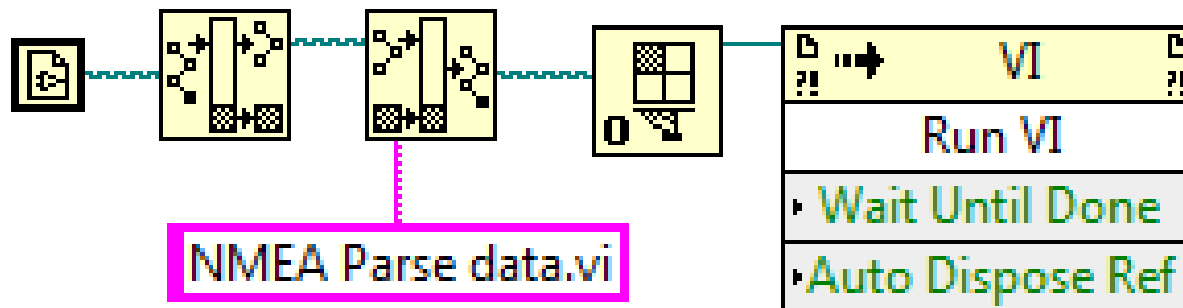 ?!
VI
?!
0
Run VI
Wait Until Done
NMEA Parse data.vi
Auto Dispose Ref